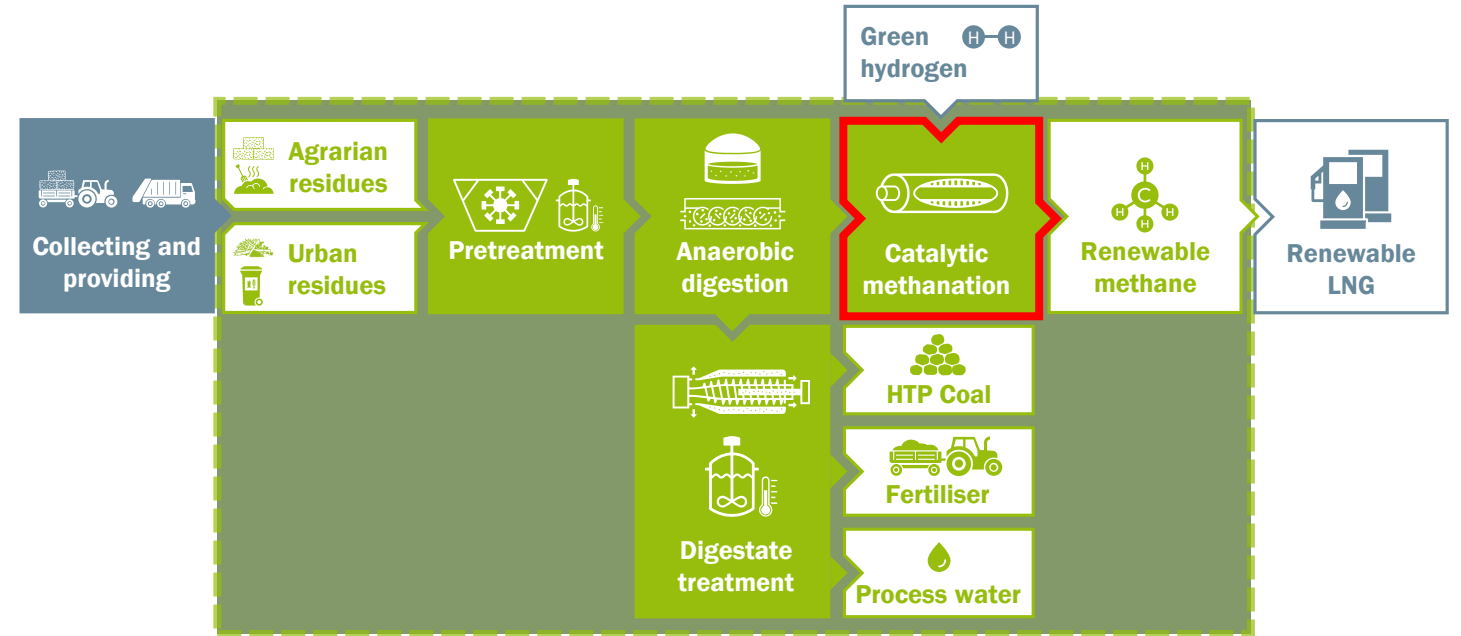 Green
hydrogen
H
H
Collecting and
providing
Agrarian
residues
Urban
residues
Pretreatment
Anaerobic
digestion
Catalytic
methanation
H
C
H
H
H
Renewable
methane
Renewable
LNG
Digestate
treatment
HTP Coal
Fertiliser
Process water